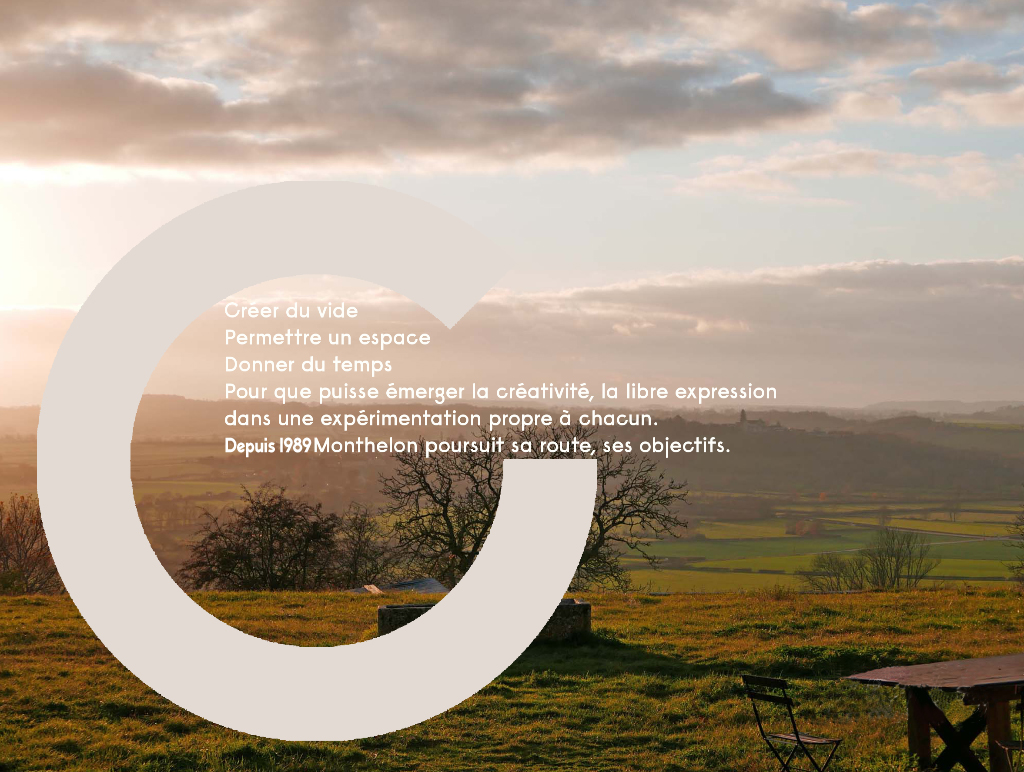 Créer du vide
Permettre un espace
Donner du temps
Pour que puisse émerger la créativité, la libre expression
dans une expérimentation propre à chacun.
Depuis 1989 Monthelon poursuit sa route, ses objectifs.